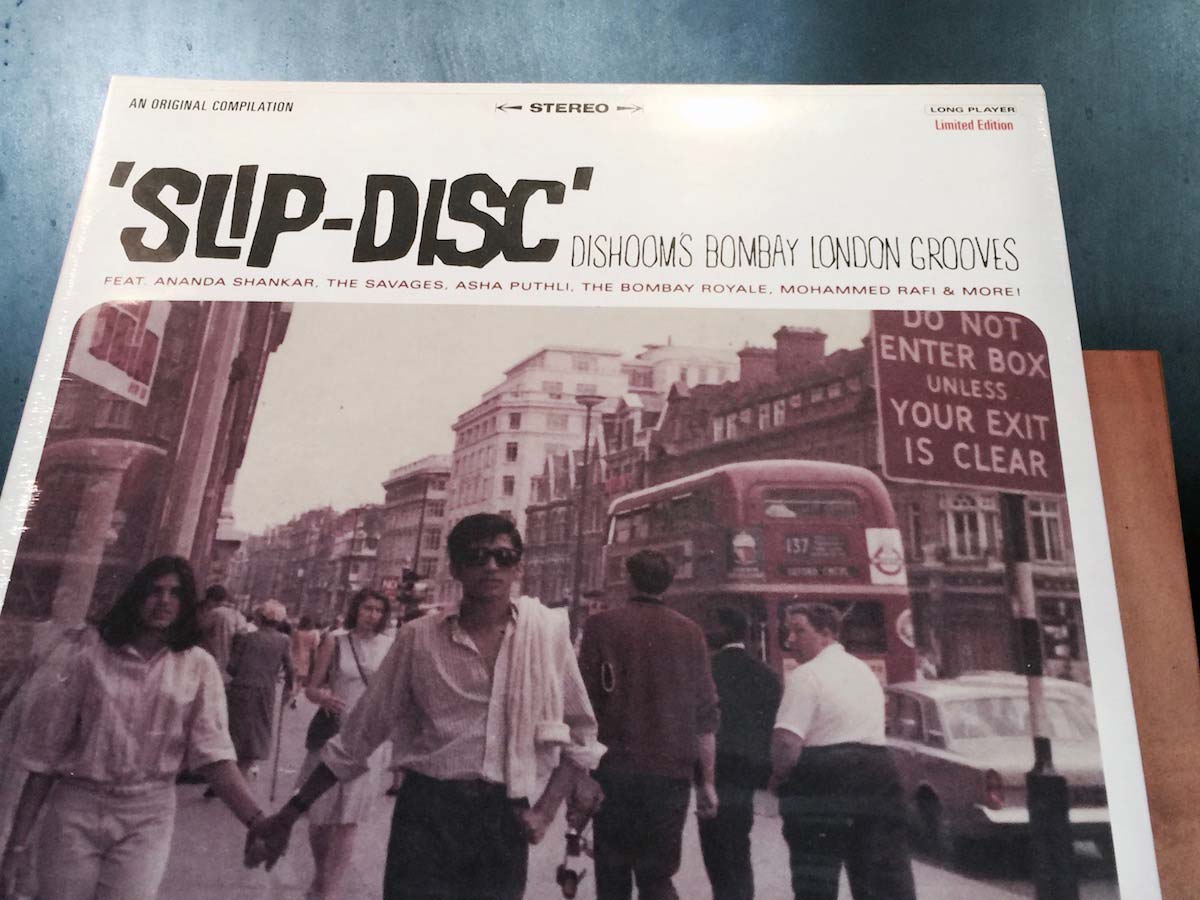 AN ORIGINAL COMPILATION
STEREO
LONG PLAYER
Limited Edition
'SLIP-DISC'
DISHOOM'S BOMBAY LONDON GROOVES
FEAT. ANANDA SHANKAR, THE SAVAGES, ASHA PUTHLI, THE BOMBAY ROYALE, MOHAMMED RAFI & MORE!
DO NOT
ENTER BOX
UNLESS
YOUR EXIT
IS CLEAR
137